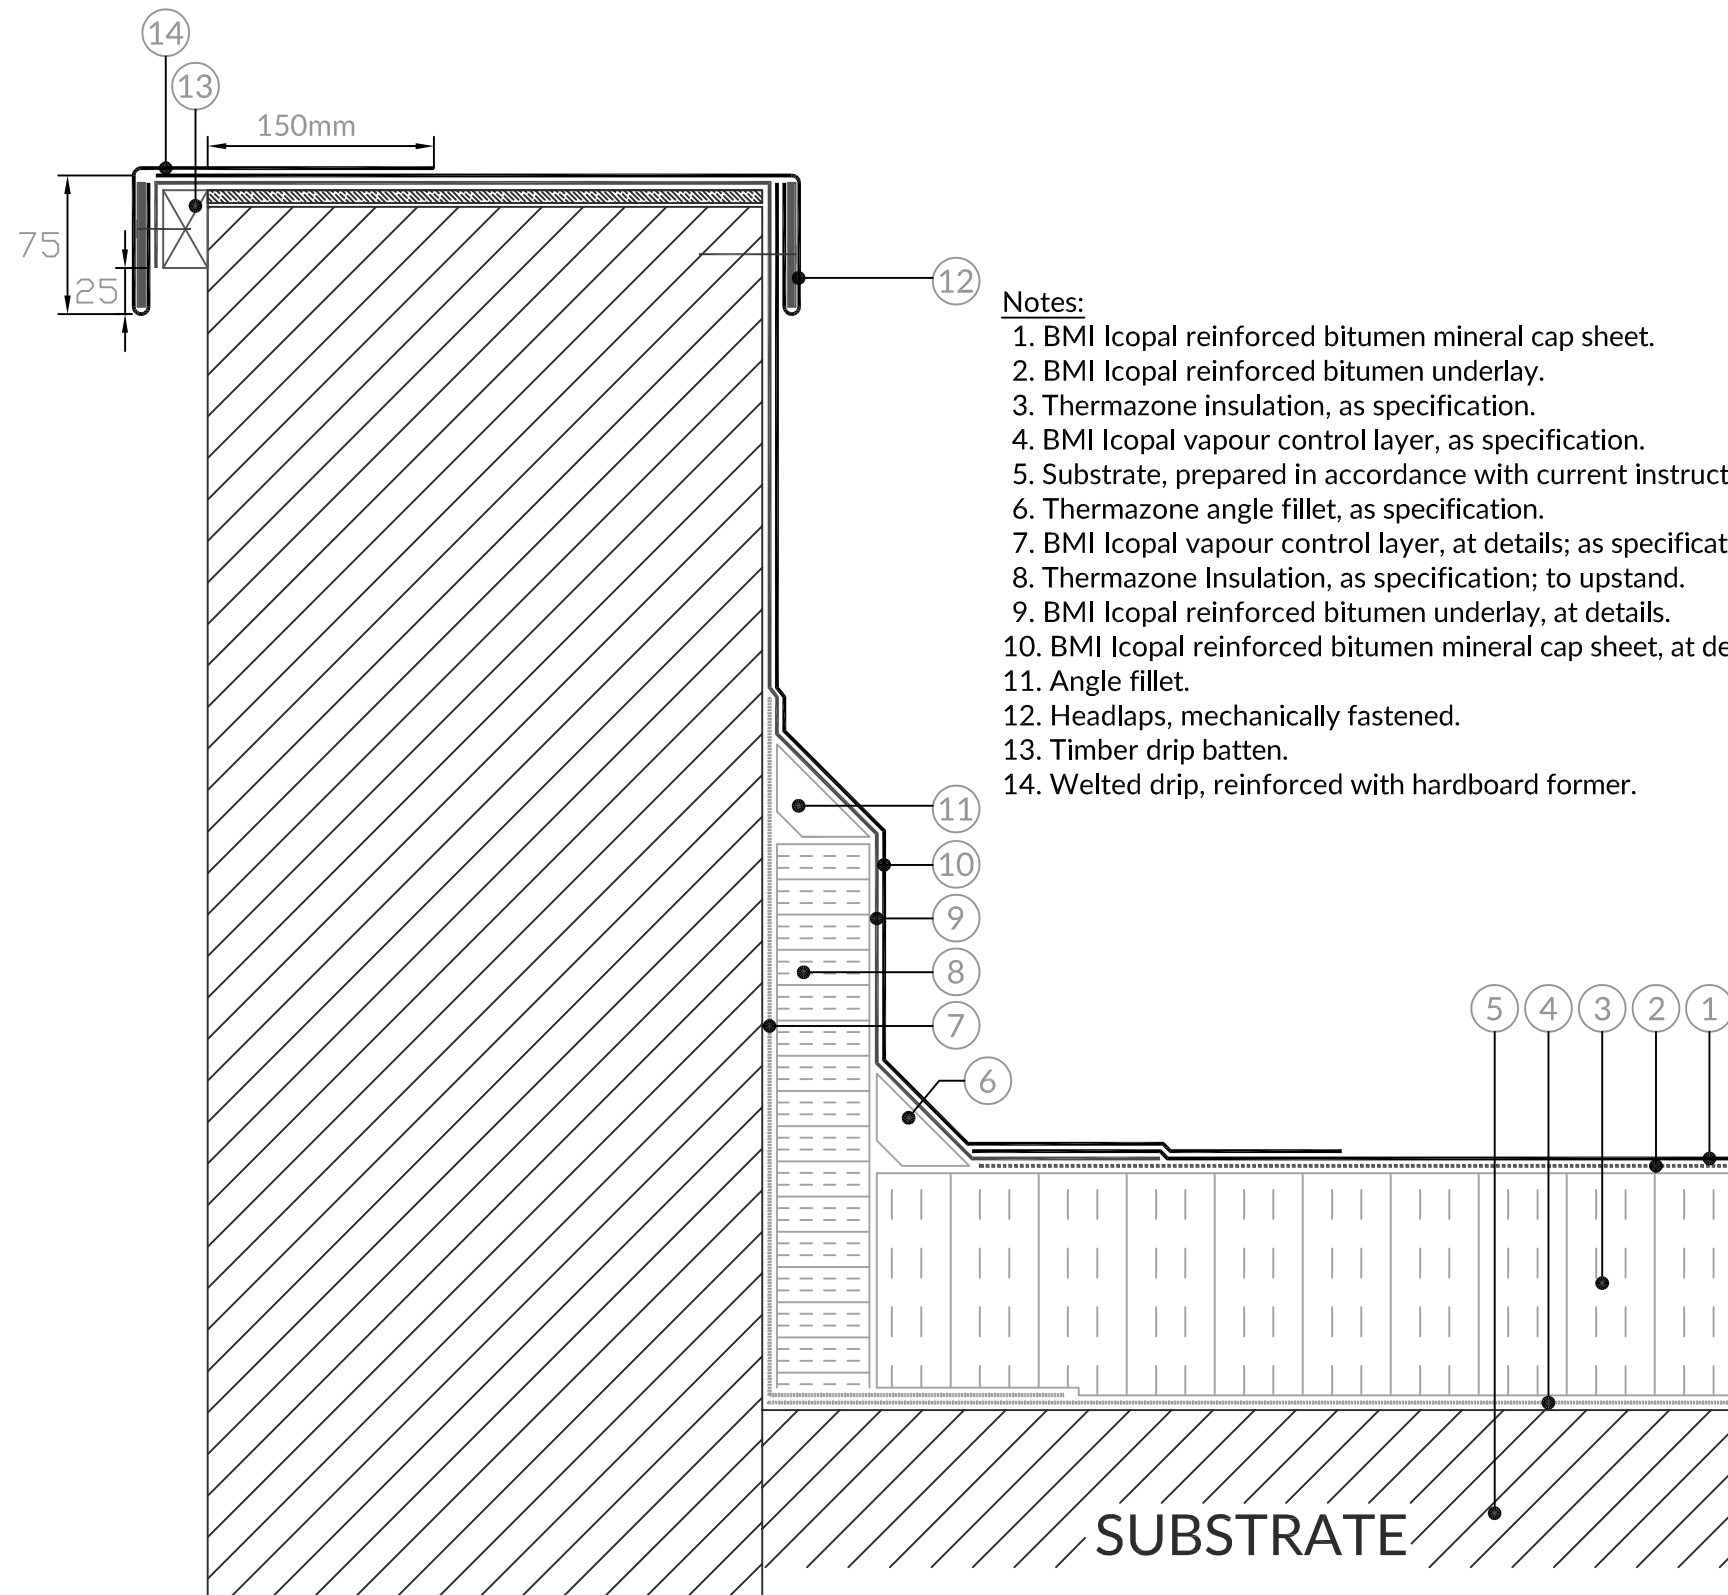 14
13
150mm
75
25
12
Notes:
1. BMI Icopal reinforced bitumen mineral cap sheet.
2. BMI Icopal reinforced bitumen underlay.
3. Thermazone insulation, as specification.
4. BMI Icopal vapour control layer, as specification.
5. Substrate, prepared in accordance with current instruct
6. Thermazone angle fillet, as specification.
7. BMI Icopal vapour control layer, at details; as specificat
8. Thermazone Insulation, as specification; to upstand.
9. BMI Icopal reinforced bitumen underlay, at details.
10. BMI Icopal reinforced bitumen mineral cap sheet, at de
11. Angle fillet.
12. Headlaps, mechanically fastened.
13. Timber drip batten.
14. Welted drip, reinforced with hardboard former.
11
10
9
8
7
6
5 4 3 2 1
SUBSTRATE